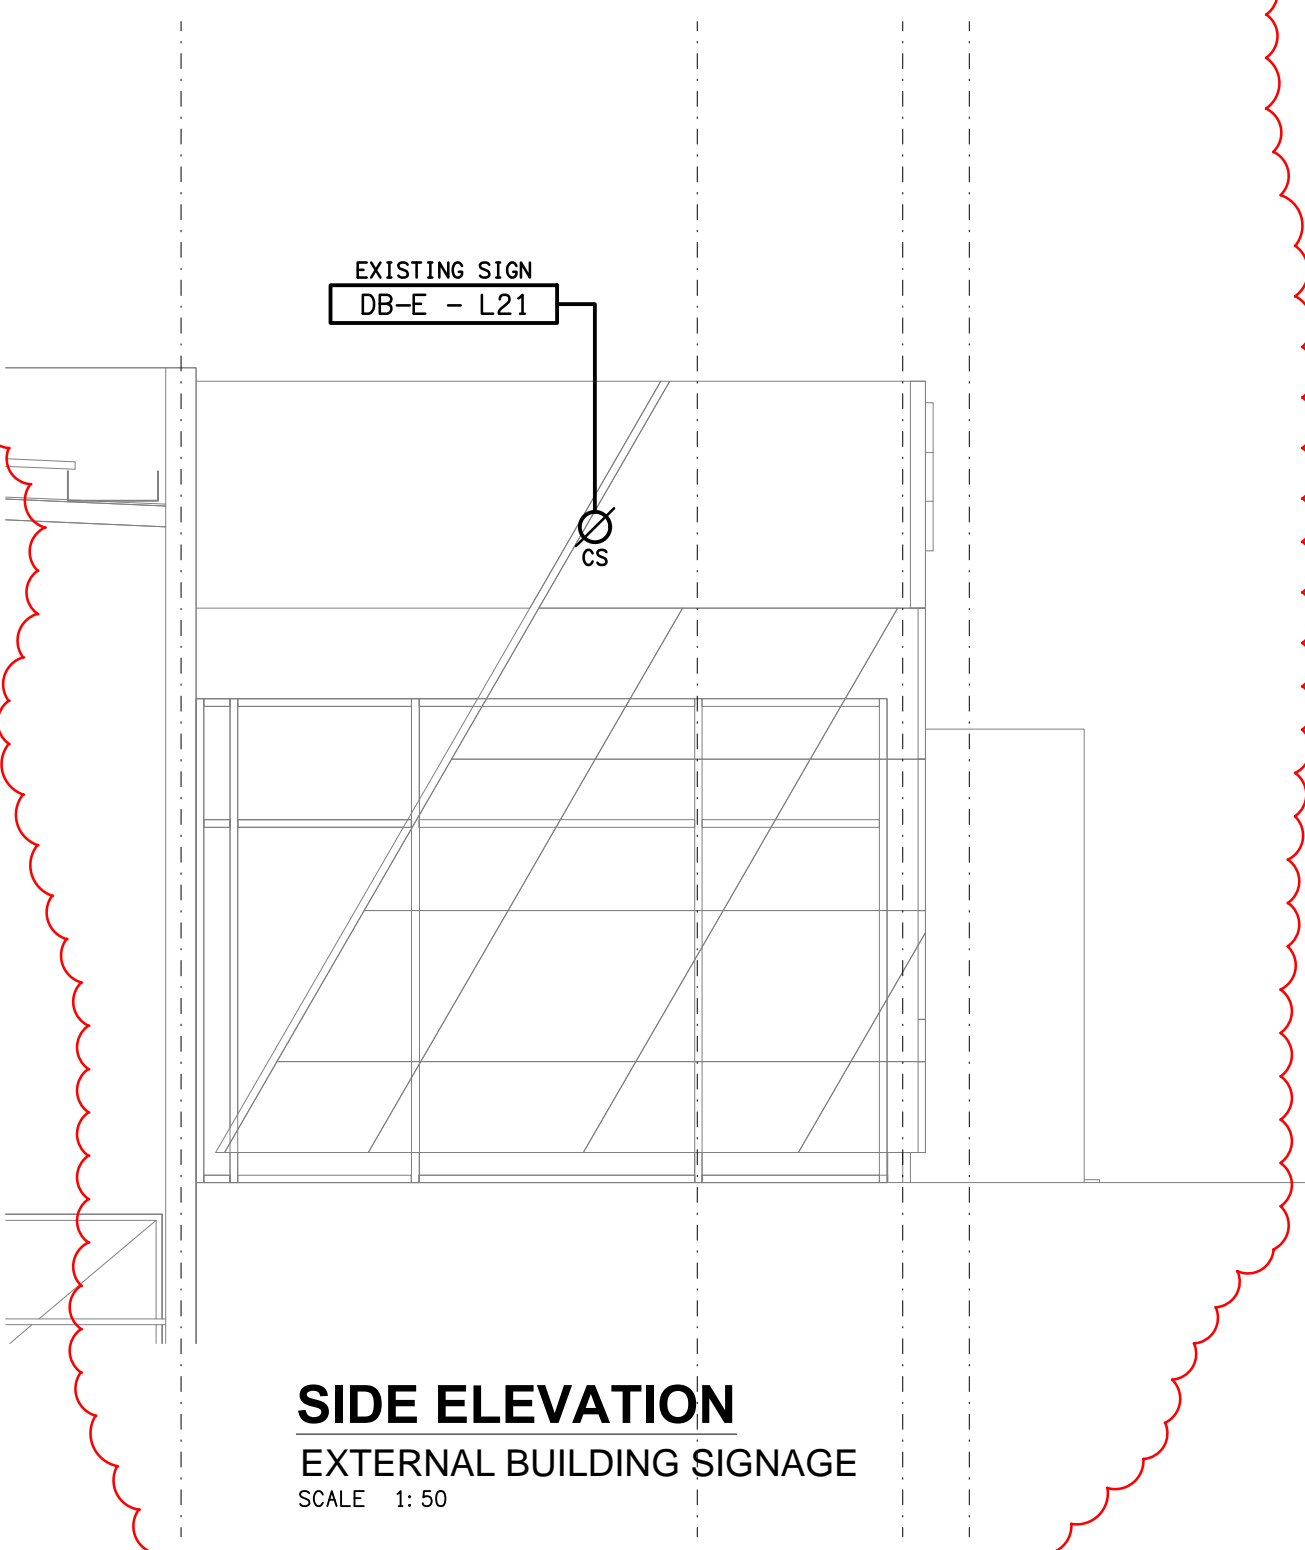 EXISTING SIGN
DB-E - L21
CS
SIDE ELEVATION
EXTERNAL BUILDING SIGNAGE
SCALE 1:50